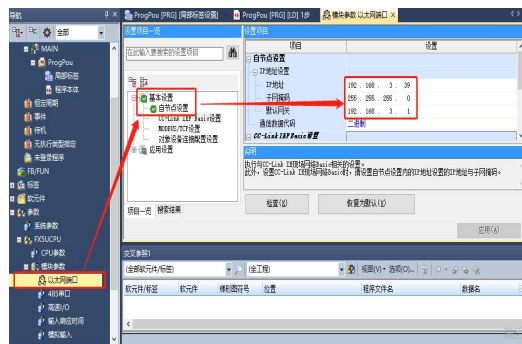 导航
ProgPou [PRG] [局部标签设置]
ProgPou [PRG] [LD] 1步
模块参数 以太网端口
全部
MAIN
ProgPou
局部标签
程序本体
恒定周期
事件
待机
无执行类型指定
未登录程序
FB/FUN
标签
软元件
参数
系统参数
FX5UCPU
CPU参数
模块参数
以太网端口
485串口
高速I/O
输入响应时间
模拟输入
设置项目一览
在此输入要搜索的设置项目
基本设置
自节点设置
CC-Link IEF Basic设置
MODBUS/TCP设置
对象设备连接配置设置
应用设置
项目一览
搜索结果
设置项目
项目
设置
自节点设置
IP地址设置
IP地址
192 . 168 . 3 . 39
子网掩码
255 . 255 . 255 . 0
默认网关
192 . 168 . 3 . 1
通信数据代码
二进制
CC-Link IEF Basic设置
说明
执行与CC-Link IE现场网络Basic相关的设置。
此外，设置CC-Link IE现场网络Basic时，请设置自节点设置内的IP地址设置的IP地址与子网掩码。
检查(K)
恢复为默认(U)
应用(A)
交叉参照1
(全部软元件/标签)
(全工程)
视图(V)
选项(O)...
软元件/标签
软元件
梯形图符号
位置
程序文件名
数据名